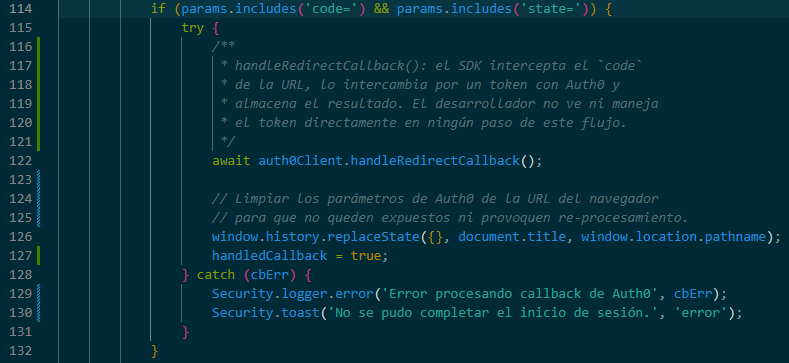 114 if (params.includes('code=') && params.includes('state=')) {
115 try {
116 /**
117 * handleRedirectCallback(): el SDK intercepta el `code`
118 * de la URL, lo intercambia por un token con Auth0 y
119 * almacena el resultado. El desarrollador no ve ni maneja
120 * el token directamente en ningún paso de este flujo.
121 */
122 await auth0Client.handleRedirectCallback();
123
124 // Limpiar los parámetros de Auth0 de la URL del navegador
125 // para que no queden expuestos ni provoquen re-procesamiento.
126 window.history.replaceState({}, document.title, window.location.pathname);
127 handledCallback = true;
128 } catch (cbErr) {
129 Security.logger.error('Error procesando callback de Auth0', cbErr);
130 Security.toast('No se pudo completar el inicio de sesión.', 'error');
131 }
132 }